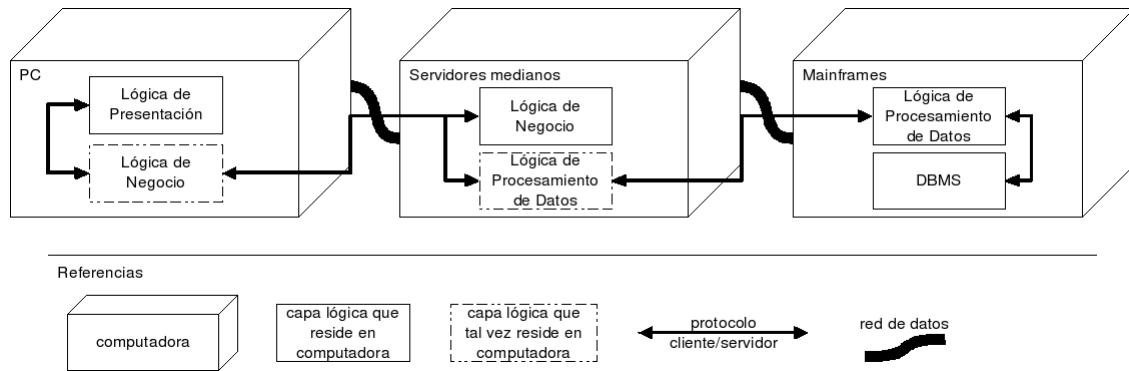 PC
Lógica de
Presentación
Lógica de
Negocio
Servidores medianos
Lógica de
Negocio
Lógica de
Procesamiento
de Datos
Mainframes
Lógica de
Procesamiento
de Datos
DBMS
Referencias
computadora
capa lógica que
reside en
computadora
capa lógica que
tal vez reside en
computadora
protocolo
cliente/servidor
red de datos